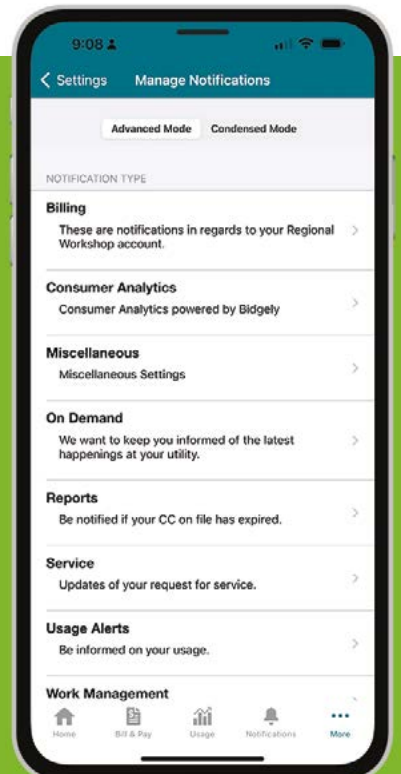 9:08
Settings
Manage Notifications
Advanced Mode
Condensed Mode
NOTIFICATION TYPE
Billing
These are notifications in regards to your Regional
Workshop account.
Consumer Analytics
Consumer Analytics powered by Bidgely
Miscellaneous
Miscellaneous Settings
On Demand
We want to keep you informed of the latest
happenings at your utility.
Reports
Be notified if your CC on file has expired.
Service
Updates of your request for service.
Usage Alerts
Be informed on your usage.
Work Management
Home
Bill & Pay
Usage
Notifications
More